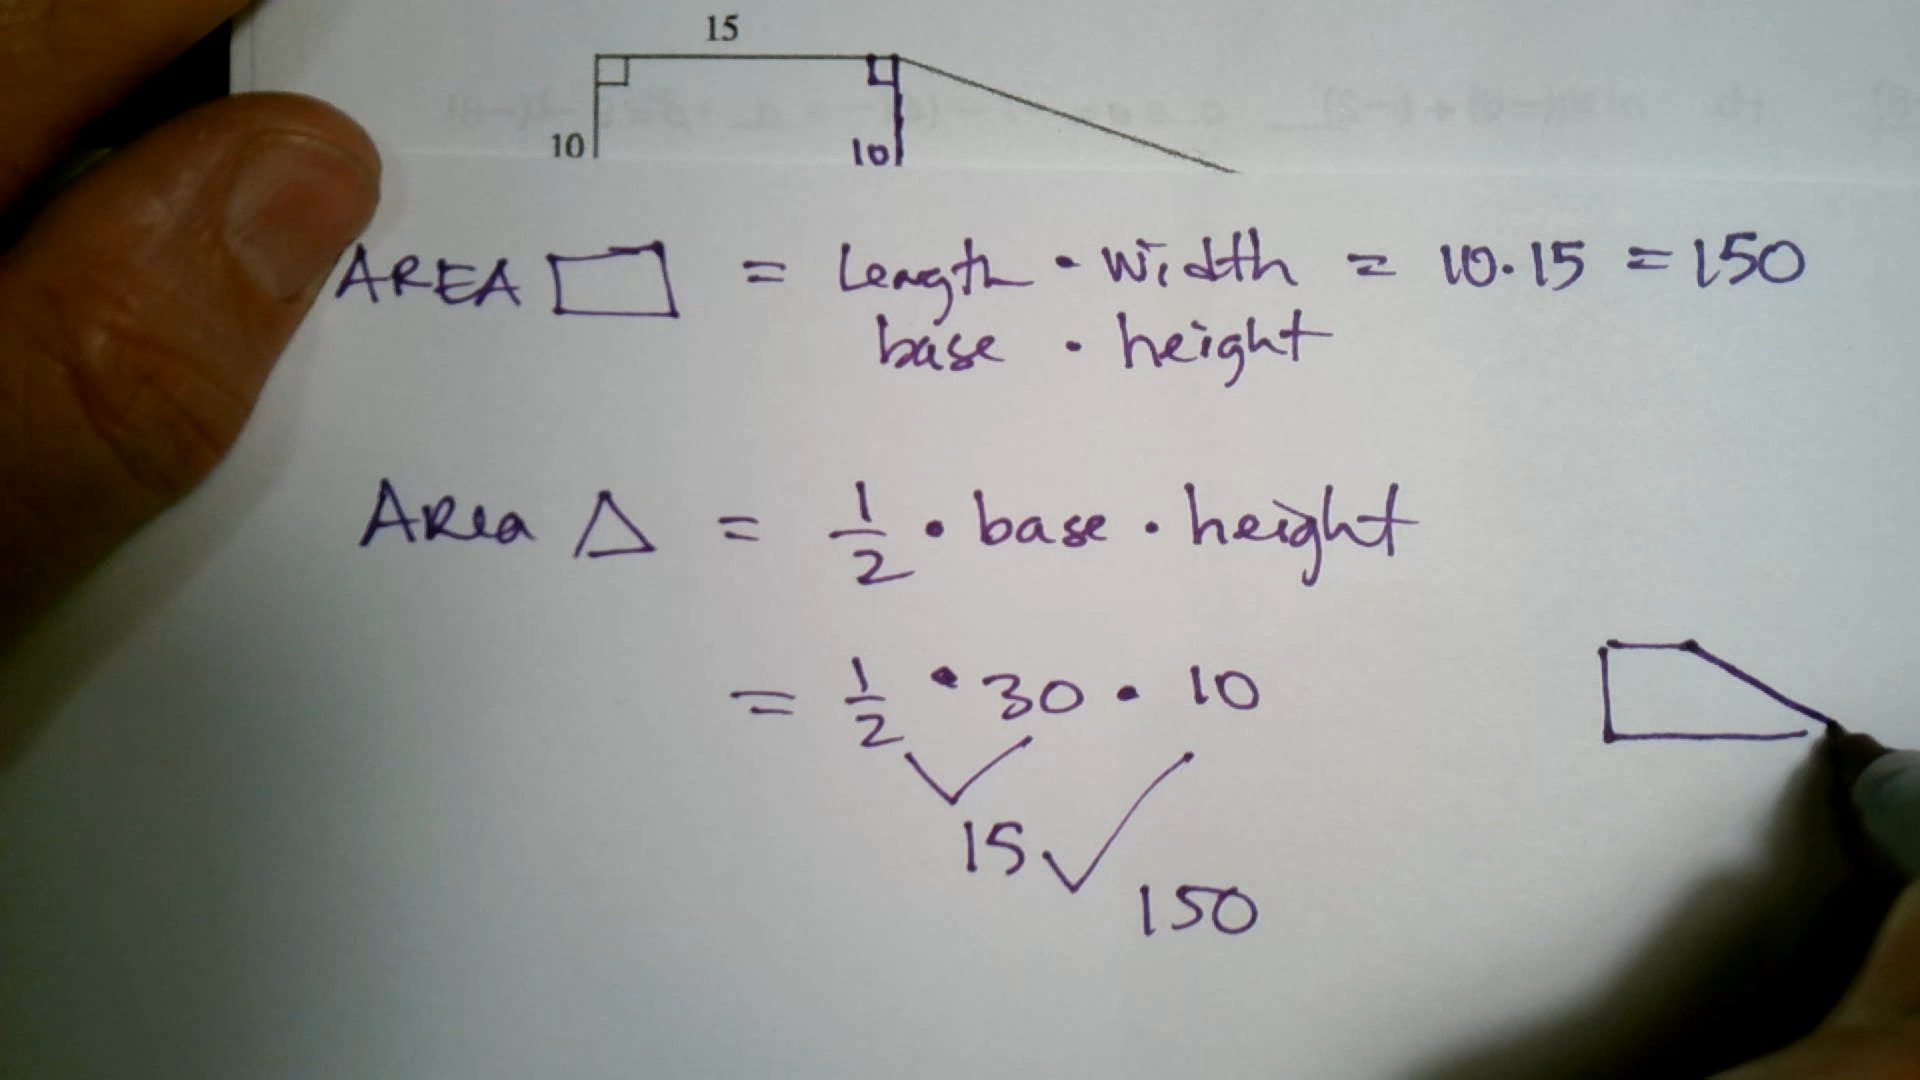 15
10 10
AREA = Length · Width = 10·15 = 150
base · height
Area △ = 1/2 · base · height
= 1/2 · 30 · 10
15
150